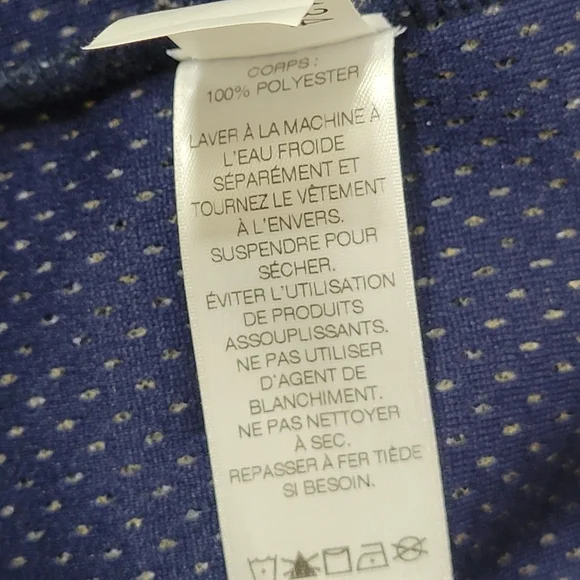 CORPS :
100% POLYESTER
LAVER À LA MACHINE À
L'EAU FROIDE
SÉPARÉMENT ET
TOURNEZ LE VÊTEMENT
À L'ENVERS.
SUSPENDRE POUR
SÉCHER.
ÉVITER L'UTILISATION
DE PRODUITS
ASSOUPLISSANTS.
NE PAS UTILISER
D'AGENT DE
BLANCHIMENT.
NE PAS NETTOYER
À SEC.
REPASSER À FER TIÈDE
SI BESOIN.